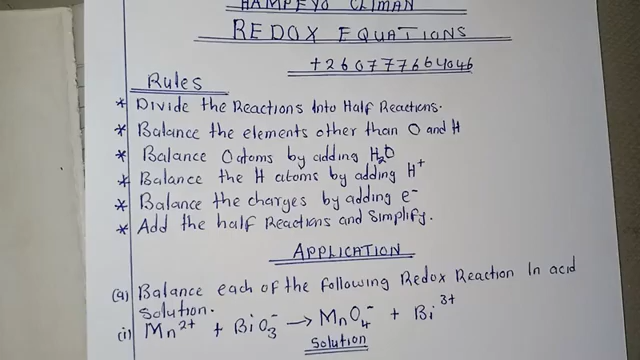 HAMPEYO CLIMAN
REDOX EQUATIONS
+260777664046
Rules
* Divide the Reactions Into Half Reactions.
* Balance the elements other than O and H
* Balance O atoms by adding H₂O
* Balance the H atoms by adding H⁺
* Balance the charges by adding e⁻
* Add the half Reactions and Simplify.
APPLICATION
(a) Balance each of the following Redox Reaction In acid
Solution.
(i) Mn²⁺ + BiO₃⁻ → MnO₄⁻ + Bi³⁺
Solution